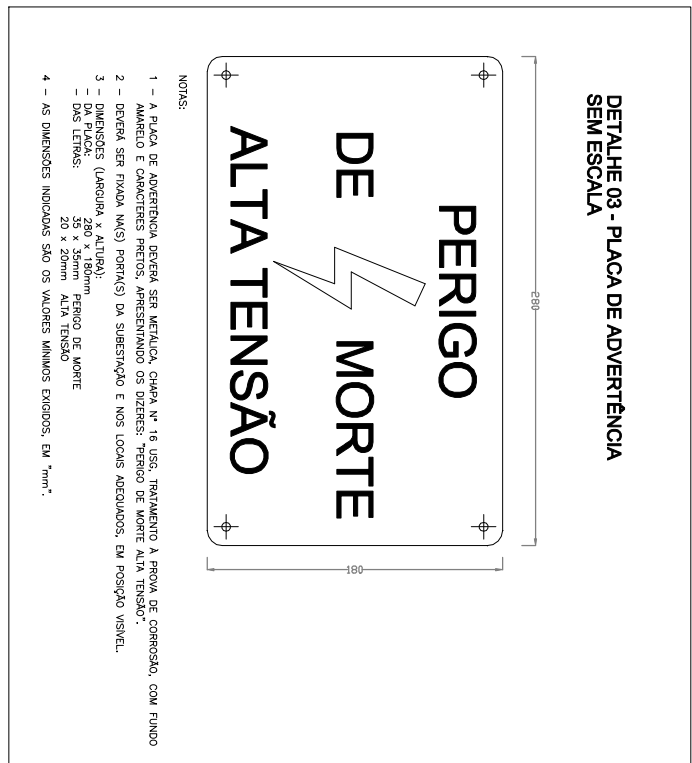 DETALHE 03 - PLACA DE ADVERTÊNCIA
SEM ESCALA
280
PERIGO
DE MORTE
ALTA TENSÃO
180
NOTAS:
1 - A PLACA DE ADVERTÊNCIA DEVERÁ SER METÁLICA, CHAPA N° 16 USG, TRATAMENTO À PROVA DE CORROSÃO, COM FUNDO
AMARELO E CARACTERES PRETOS, APRESENTANDO OS DIZERES: "PERIGO DE MORTE ALTA TENSÃO".
2 - DEVERÁ SER FIXADA NA(S) PORTA(S) DA SUBESTAÇÃO E NOS LOCAIS ADEQUADOS, EM POSIÇÃO VISÍVEL.
3 - DIMENSÕES (LARGURA x ALTURA):
- DA PLACA: 280 x 180mm
- DAS LETRAS: 35 x 35mm PERIGO DE MORTE
20 x 20mm ALTA TENSÃO
4 - AS DIMENSÕES INDICADAS SÃO OS VALORES MÍNIMOS EXIGIDOS, EM "mm".